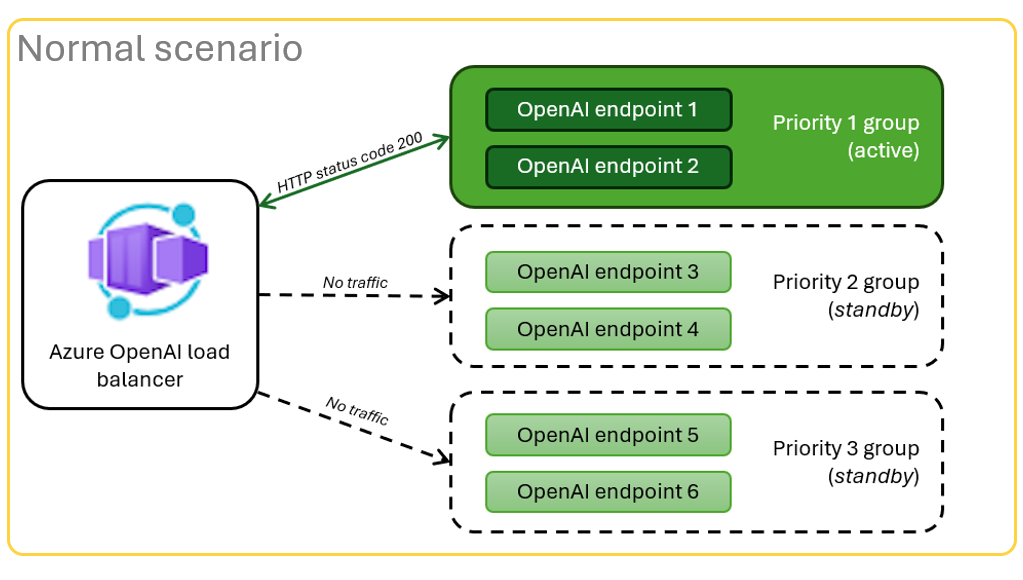 Normal scenario
OpenAI endpoint 1
OpenAI endpoint 2
Priority 1 group
(active)
HTTP status code 200
Azure OpenAI load
balancer
No traffic
OpenAI endpoint 3
OpenAI endpoint 4
Priority 2 group
(standby)
No traffic
OpenAI endpoint 5
OpenAI endpoint 6
Priority 3 group
(standby)